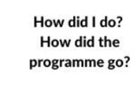 How did I do?
How did the
programme go?